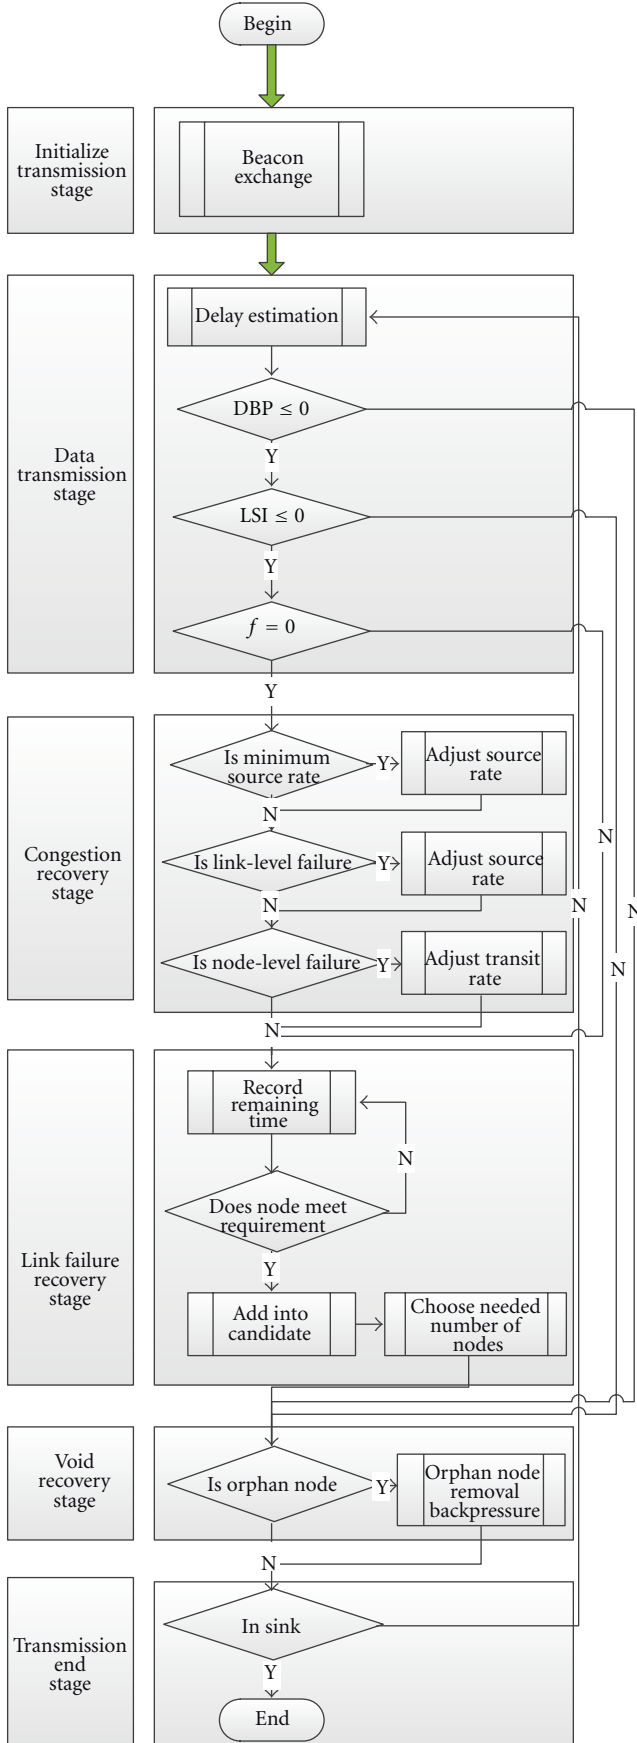 Begin
Initialize
transmission
stage
Beacon
exchange
Data
transmission
stage
Delay estimation
DBP ≤ 0
Y
LSI ≤ 0
Y
f = 0
Y
Congestion
recovery
stage
Is minimum
source rate
Y
Adjust source
rate
N
Is link-level failure
Y
Adjust source
rate
N
Is node-level failure
Y
Adjust transit
rate
N
N
N
N
N
Link failure
recovery
stage
Record
remaining
time
N
Does node meet
requirement
Y
Add into
candidate
Choose needed
number of
nodes
Void
recovery
stage
Is orphan node
Y
Orphan node
removal
backpressure
N
Transmission
end
stage
In sink
Y
End